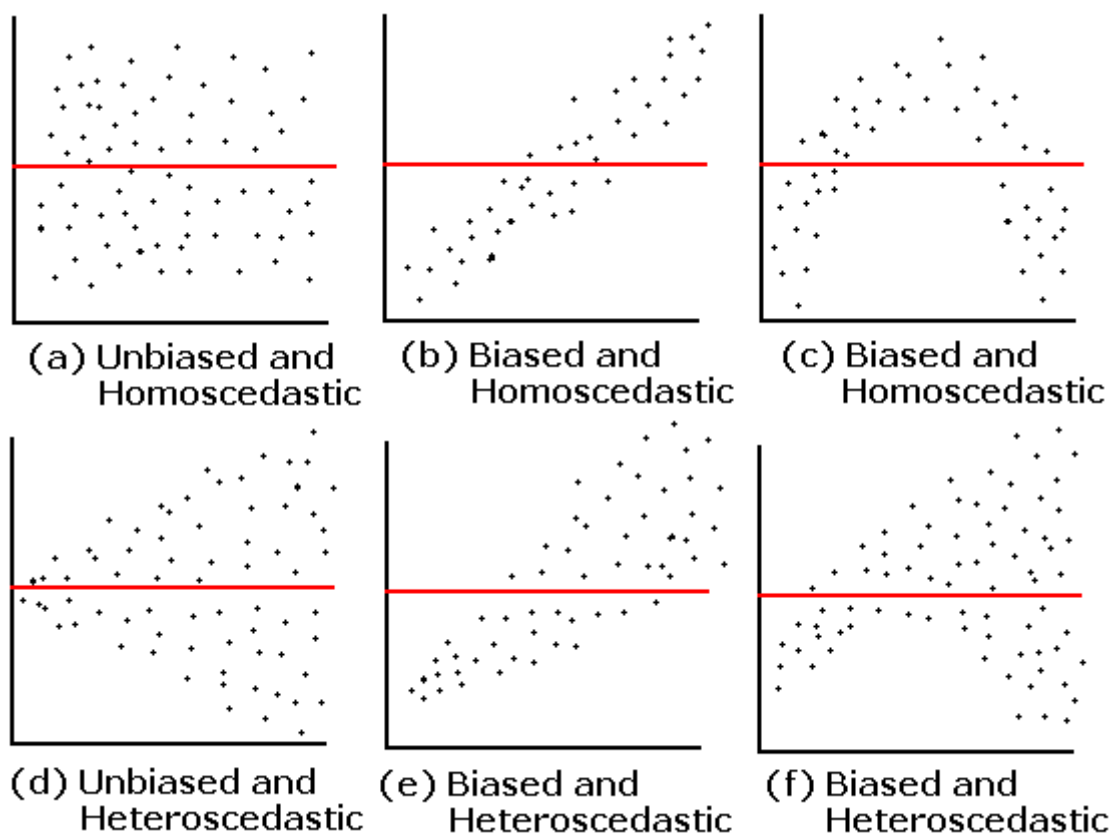 (a) Unbiased and
Homoscedastic
(b) Biased and
Homoscedastic
(c) Biased and
Homoscedastic
(d) Unbiased and
Heteroscedastic
(e) Biased and
Heteroscedastic
(f) Biased and
Heteroscedastic